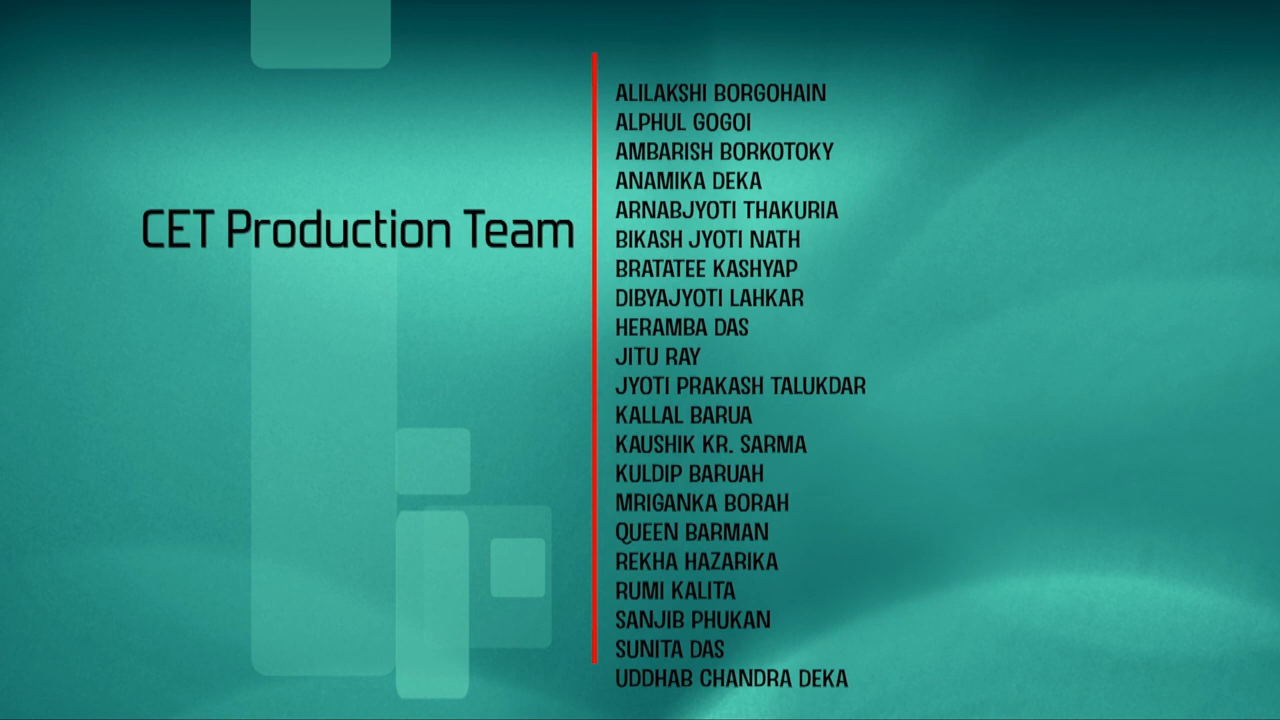 CET Production Team
ALILAKSHI BORGOHAIN
ALPHUL GOGOI
AMBARISH BORKOTOKY
ANAMIKA DEKA
ARNABJYOTI THAKURIA
BIKASH JYOTI NATH
BRATATEE KASHYAP
DIBYAJYOTI LAHKAR
HERAMBA DAS
JITU RAY
JYOTI PRAKASH TALUKDAR
KALLAL BARUA
KAUSHIK KR. SARMA
KULDIP BARUAH
MRIGANKA BORAH
QUEEN BARMAN
REKHA HAZARIKA
RUMI KALITA
SANJIB PHUKAN
SUNITA DAS
UDDHAB CHANDRA DEKA